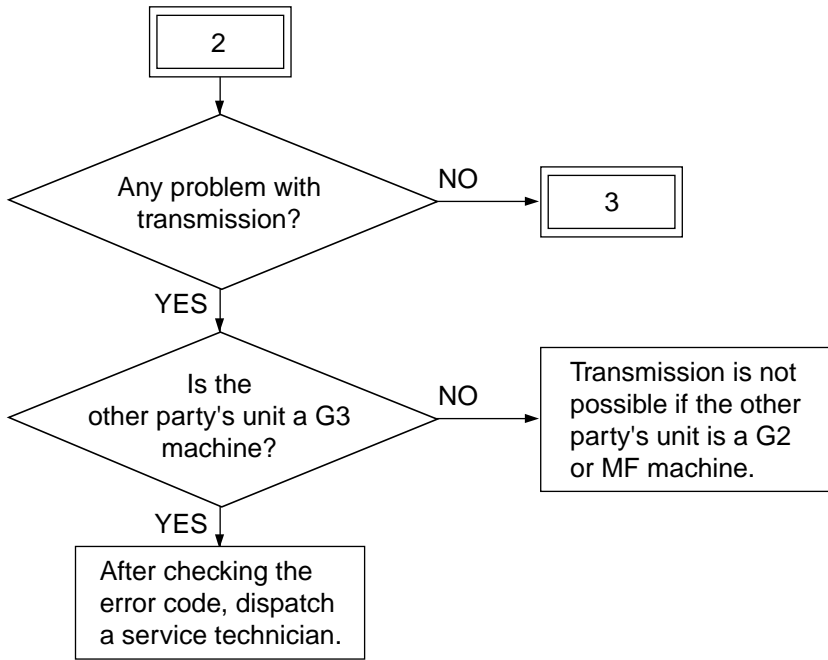 2
Any problem with
transmission?
NO
3
YES
Is the
other party's unit a G3
machine?
NO
Transmission is not
possible if the other
party's unit is a G2
or MF machine.
YES
After checking the
error code, dispatch
a service technician.